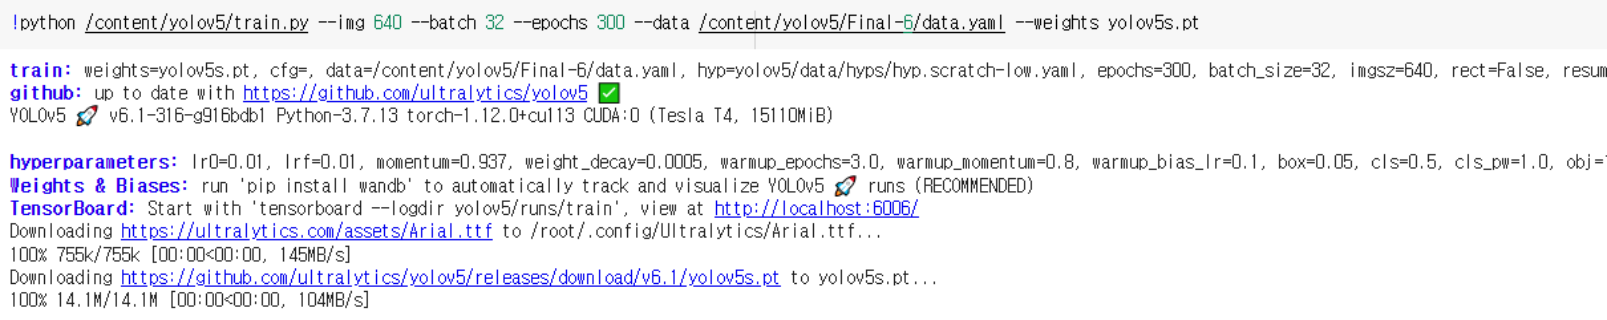 !python /content/yolov5/train.py --img 640 --batch 32 --epochs 300 --data /content/yolov5/Final-6/data.yaml --weights yolov5s.pt
train: weights=yolov5s.pt, cfg=, data=/content/yolov5/Final-6/data.yaml, hyp=yolov5/data/hyps/hyp.scratch-low.yaml, epochs=300, batch_size=32, imgsz=640, rect=False, resum
github: up to date with https://github.com/ultralytics/yolov5 ✅
YOLOv5 🚀 v6.1-316-g916bdb1 Python-3.7.13 torch-1.12.0+cu113 CUDA:0 (Tesla T4, 15110MiB)
hyperparameters: lr0=0.01, lrf=0.01, momentum=0.937, weight_decay=0.0005, warmup_epochs=3.0, warmup_momentum=0.8, warmup_bias_lr=0.1, box=0.05, cls=0.5, cls_pw=1.0, obj=
Weights & Biases: run 'pip install wandb' to automatically track and visualize YOLOv5 🚀 runs (RECOMMENDED)
TensorBoard: Start with 'tensorboard --logdir yolov5/runs/train', view at http://localhost:6006/
Downloading https://ultralytics.com/assets/Arial.ttf to /root/.config/Ultralytics/Arial.ttf...
100% 755k/755k [00:00<00:00, 145MB/s]
Downloading https://github.com/ultralytics/yolov5/releases/download/v6.1/yolov5s.pt to yolov5s.pt...
100% 14.1M/14.1M [00:00<00:00, 104MB/s]